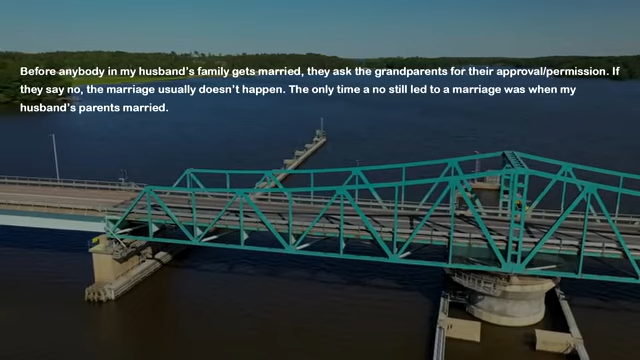 Before anybody in my husband's family gets married, they ask the grandparents for their approval/permission. If
they say no, the marriage usually doesn't happen. The only time a no still led to a marriage was when my
husband's parents married.